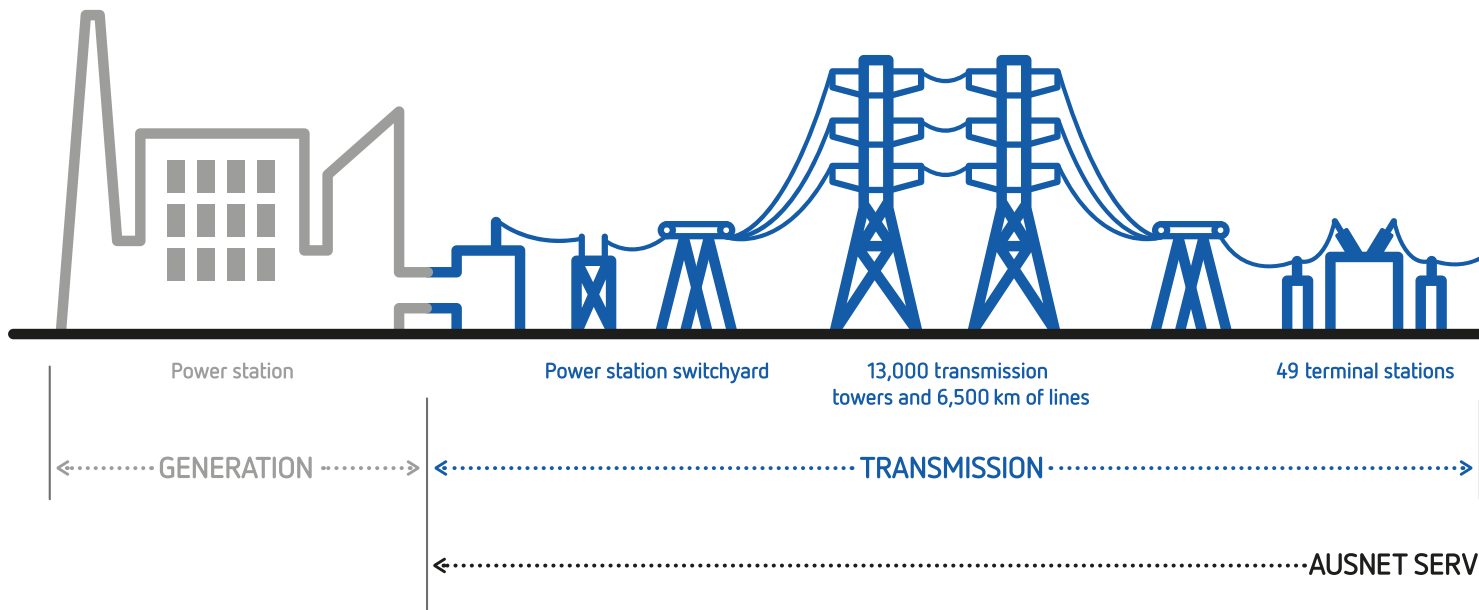 Power station
Power station switchyard
13,000 transmission
towers and 6,500 km of lines
49 terminal stations
GENERATION
TRANSMISSION
AUSNET SERV